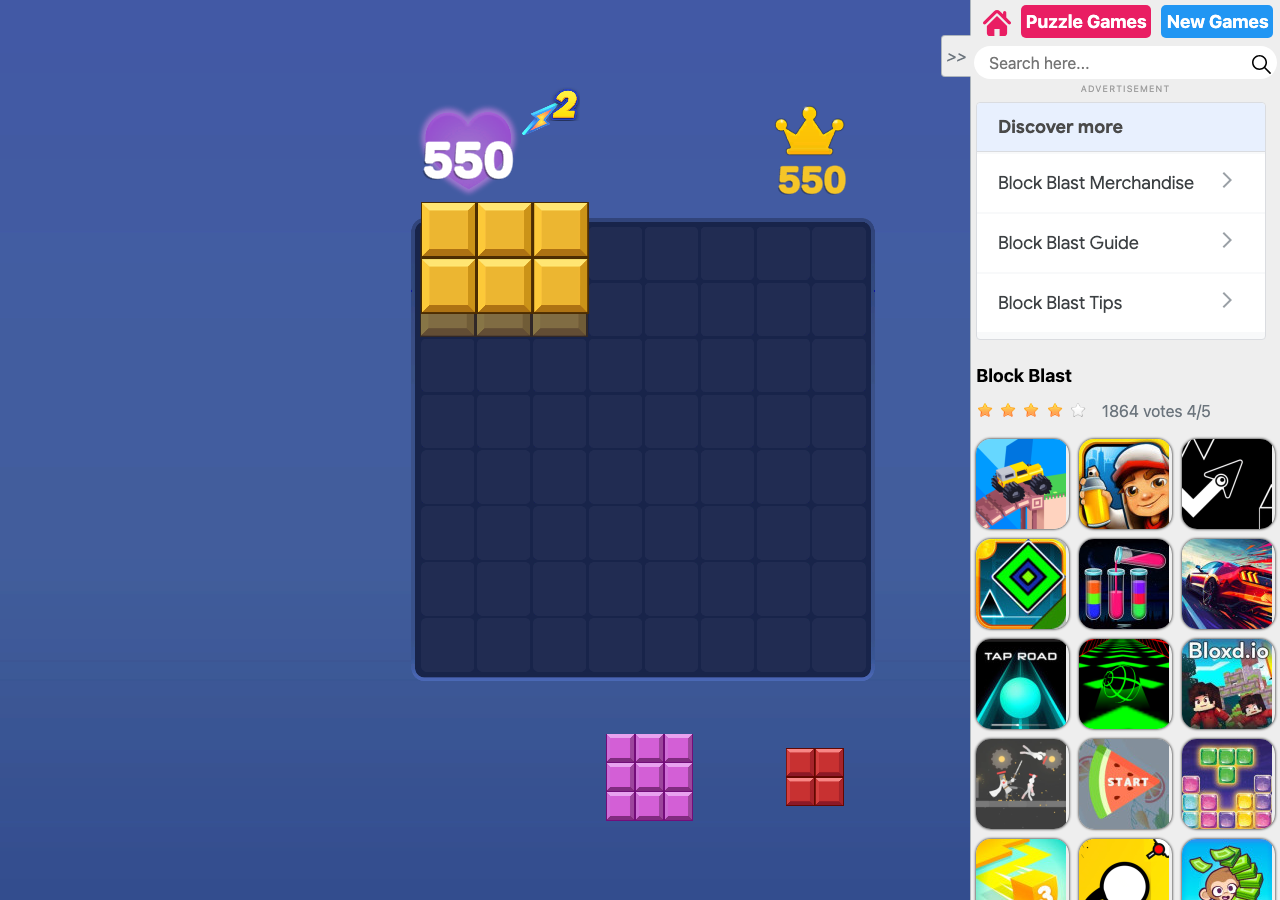 Puzzle Games
New Games
>>
Search here...
ADVERTISEMENT
2
550
550
Discover more
Block Blast Merchandise
Block Blast Guide
Block Blast Tips
Block Blast
1864 votes 4/5
TAP ROAD
Bloxd.io
START
3